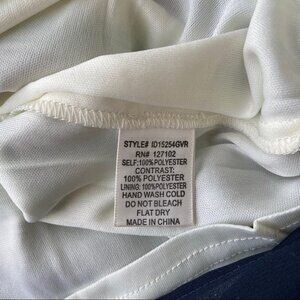 STYLE# ID15254GVR
RN# 127102
SELF:100% POLYESTER
CONTRAST:
100% POLYESTER
LINING: 100% POLYESTER
HAND WASH COLD
DO NOT BLEACH
FLAT DRY
MADE IN CHINA